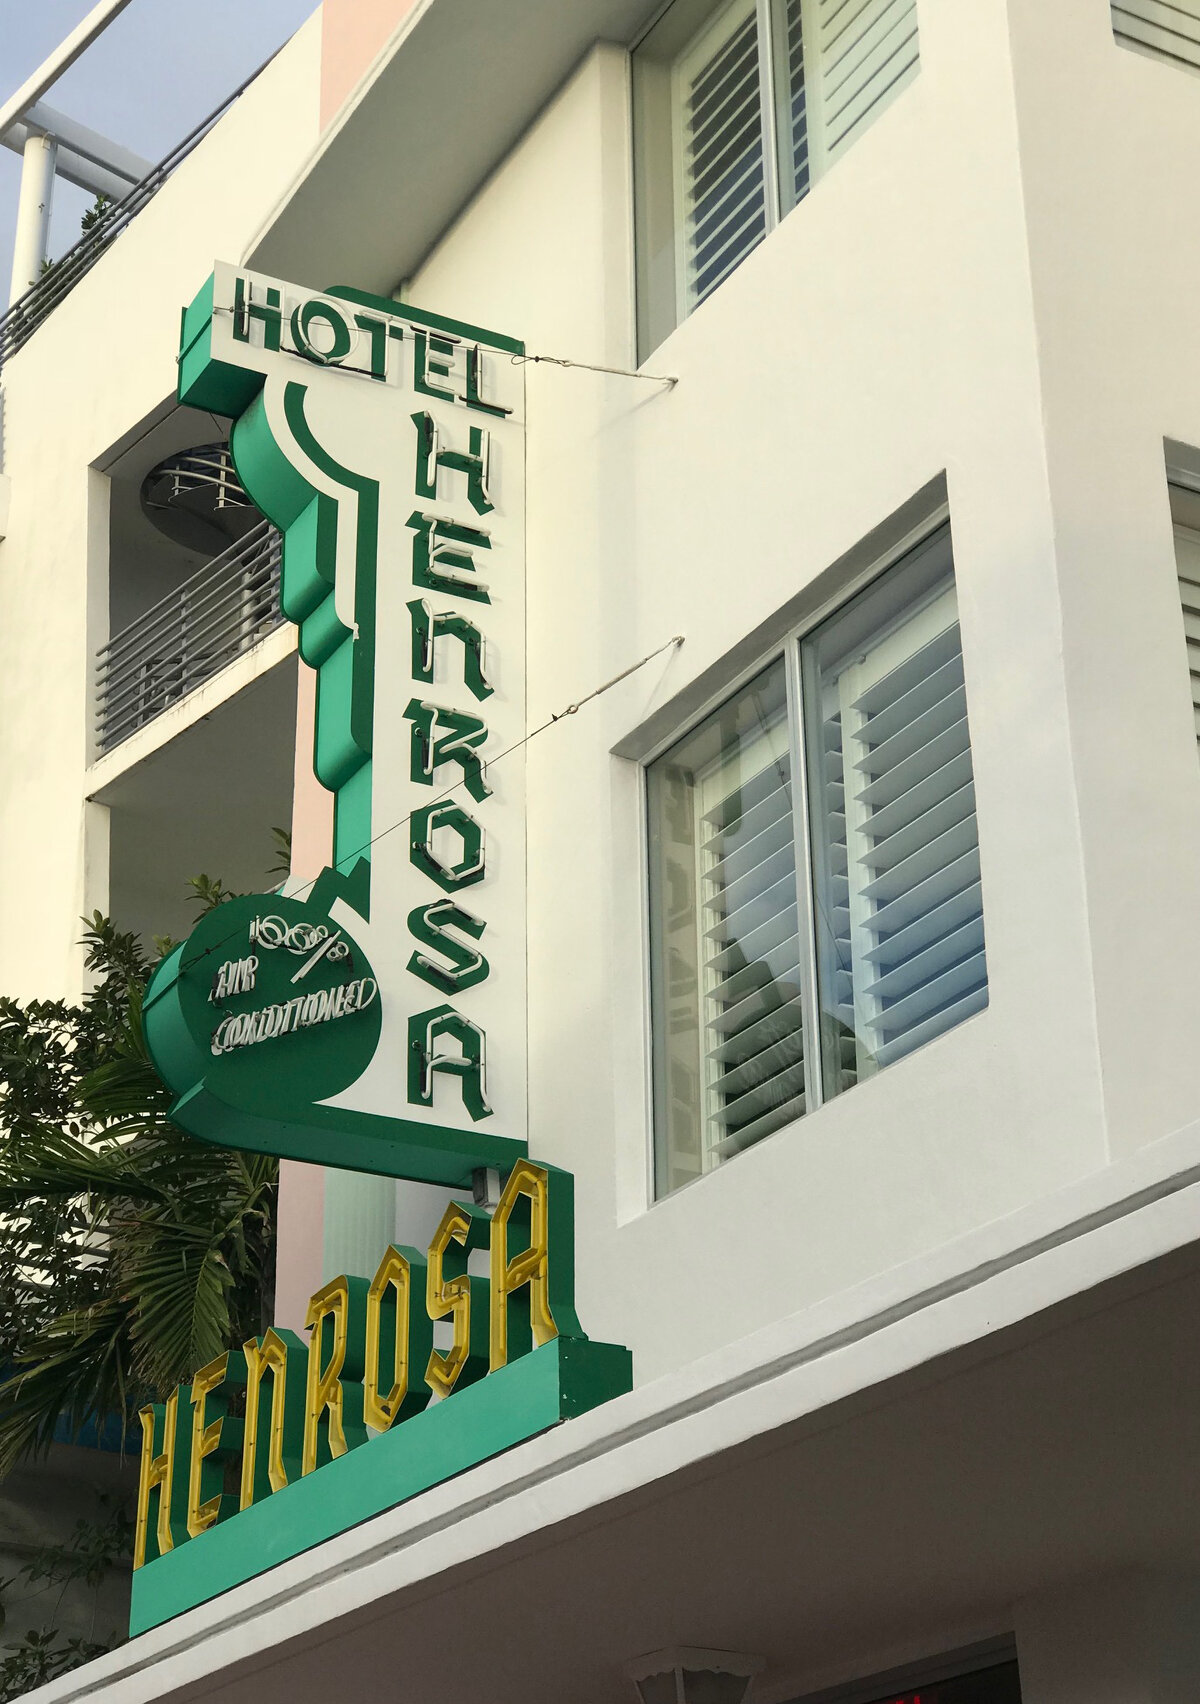 HOTEL
HENROSA
100%
AIR
CONDITIONED
HENROSA